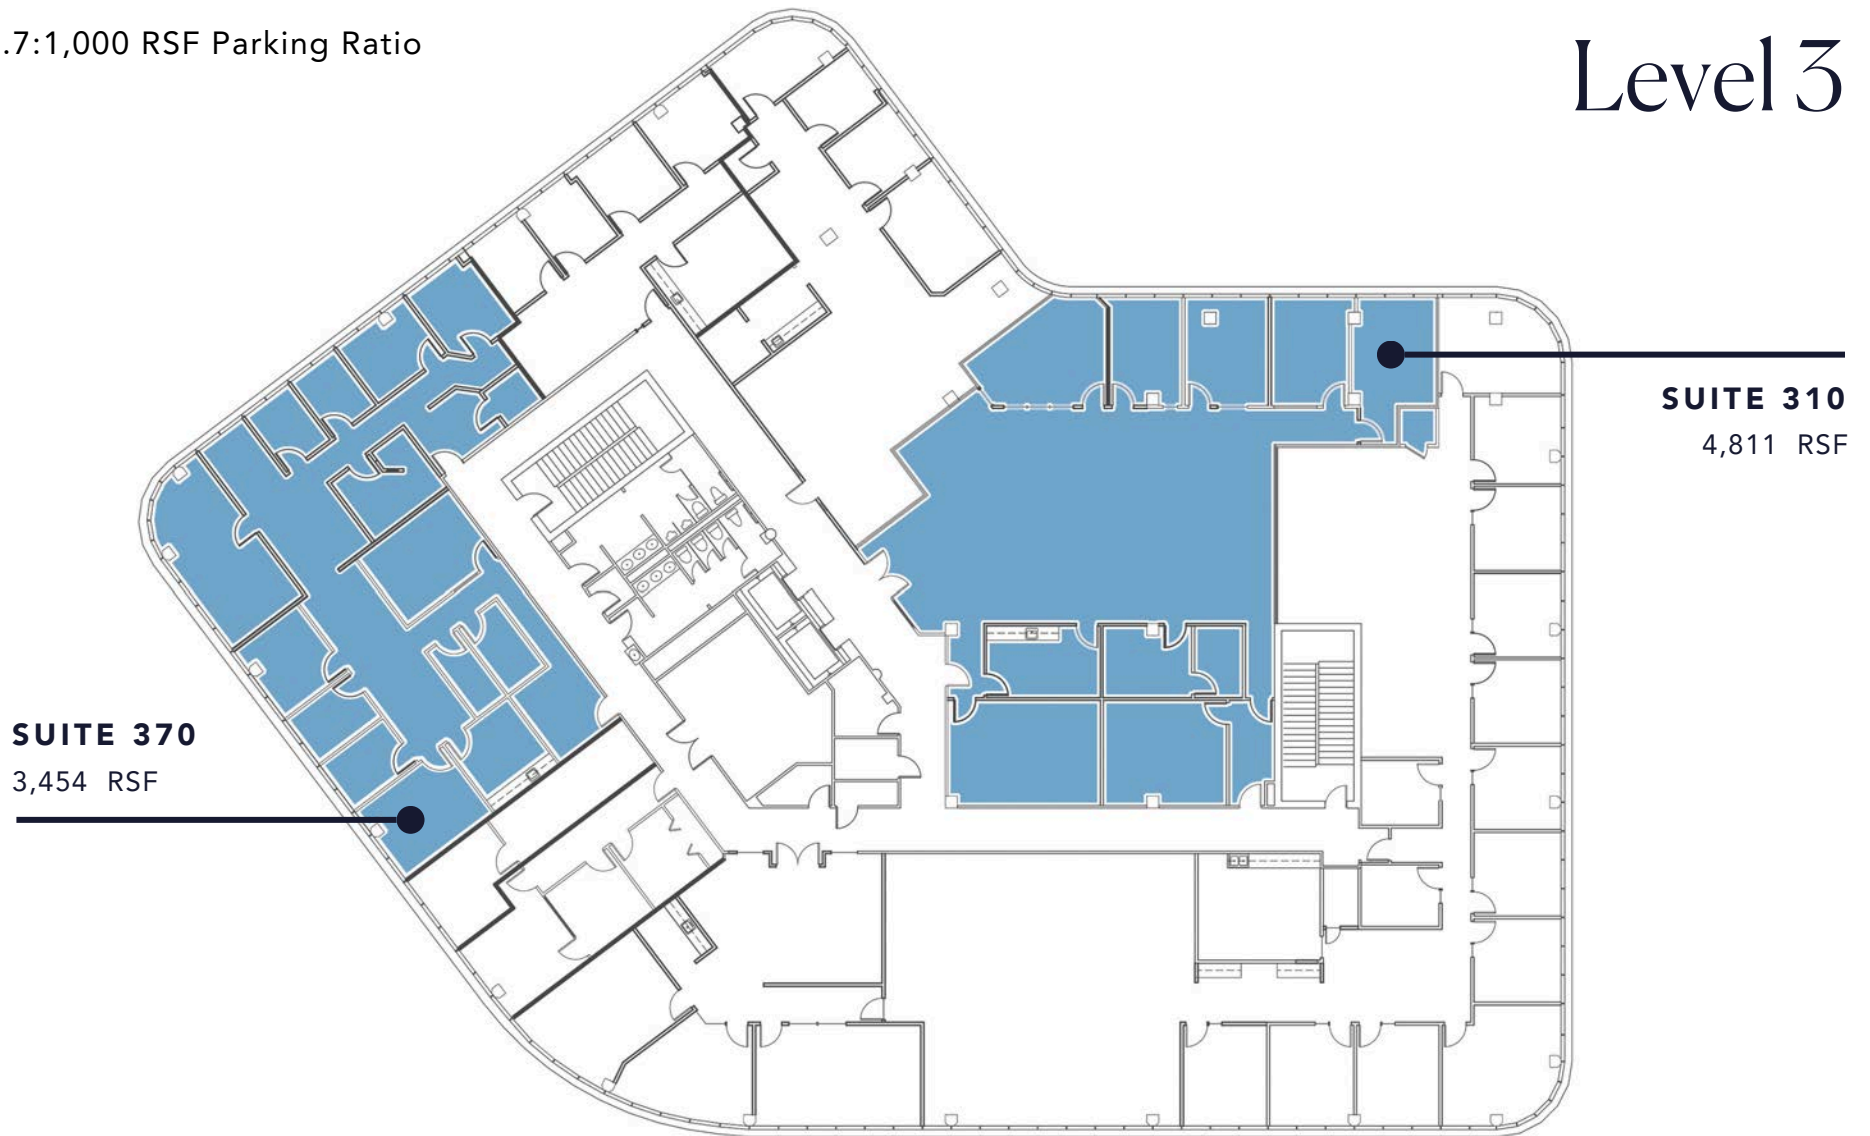 .7:1,000 RSF Parking Ratio
Level 3
SUITE 310
4,811 RSF
SUITE 370
3,454 RSF